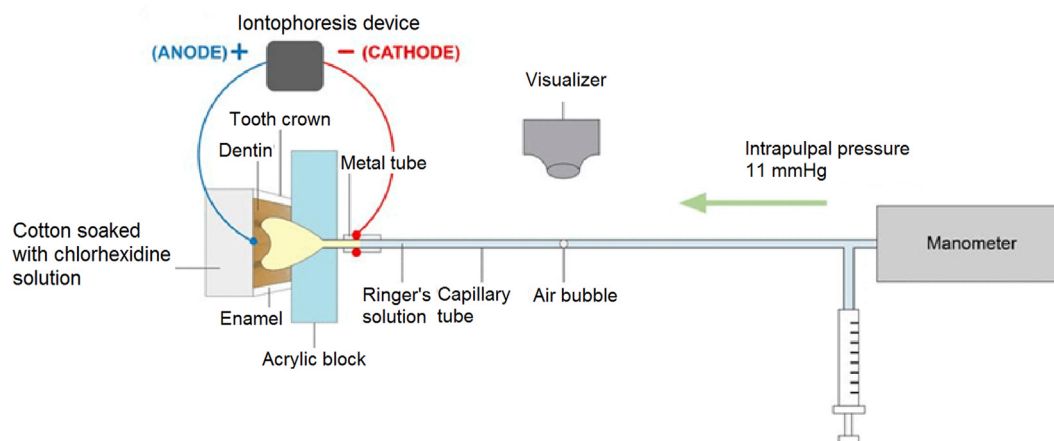 Iontophoresis device
(ANODE) + − (CATHODE)
Visualizer
Tooth crown
Dentin
Metal tube
Intrapulpal pressure
11 mmHg
Cotton soaked
with chlorhexidine
solution
Manometer
Ringer's
solution
Capillary
tube
Air bubble
Enamel
Acrylic block